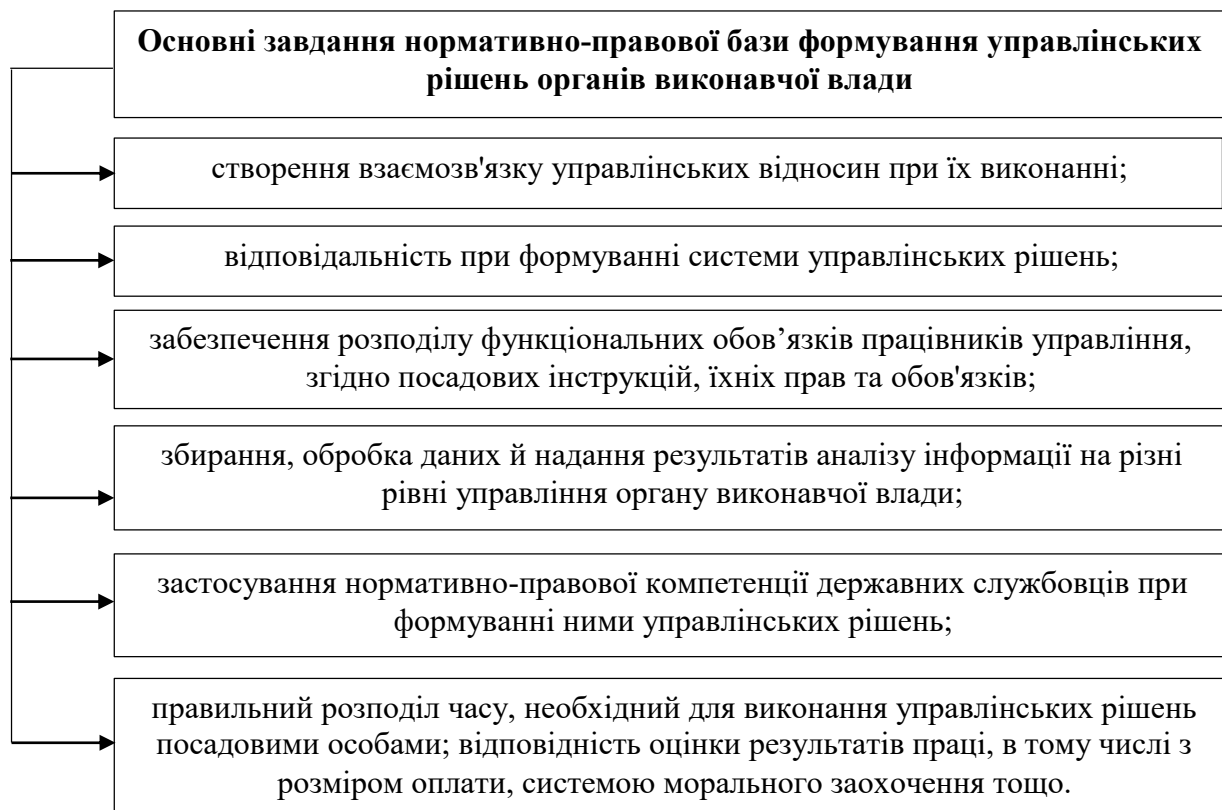 Основні завдання нормативно-правової бази формування управлінських
рішень органів виконавчої влади
створення взаємозв'язку управлінських відносин при їх виконанні;
відповідальність при формуванні системи управлінських рішень;
забезпечення розподілу функціональних обов’язків працівників управління,
згідно посадових інструкцій, їхніх прав та обов'язків;
збирання, обробка даних й надання результатів аналізу інформації на різні
рівні управління органу виконавчої влади;
застосування нормативно-правової компетенції державних службовців при
формуванні ними управлінських рішень;
правильний розподіл часу, необхідний для виконання управлінських рішень
посадовими особами; відповідність оцінки результатів праці, в тому числі з
розміром оплати, системою морального заохочення тощо.